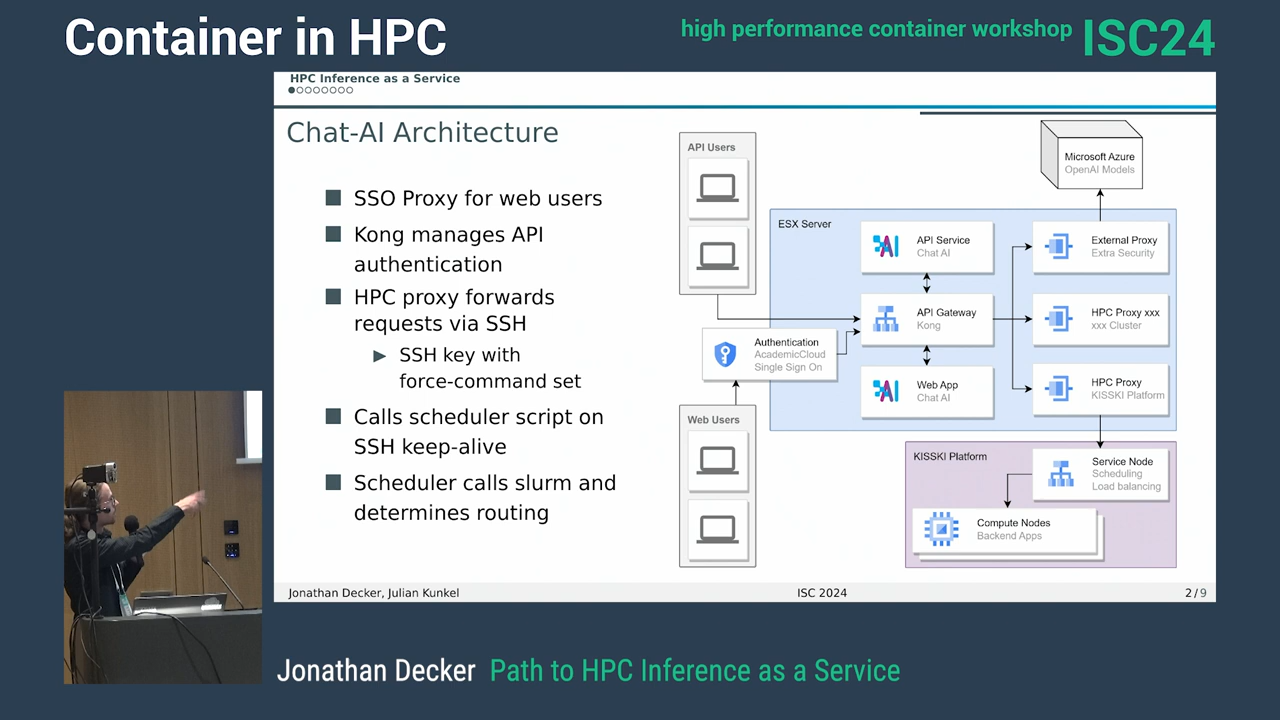 Container in HPC
high performance container workshop ISC24
HPC Inference as a Service
Chat-AI Architecture
SSO Proxy for web users
Kong manages API
authentication
HPC proxy forwards
requests via SSH
SSH key with
force-command set
Calls scheduler script on
SSH keep-alive
Scheduler calls slurm and
determines routing
API Users
Microsoft Azure
OpenAI Models
ESX Server
API Service
Chat AI
External Proxy
Extra Security
API Gateway
Kong
HPC Proxy xxx
xxx Cluster
Authentication
AcademicCloud
Single Sign On
Web App
Chat AI
HPC Proxy
KISSKI Platform
Web Users
KISSKI Platform
Service Node
Scheduling
Load balancing
Compute Nodes
Backend Apps
Jonathan Decker, Julian Kunkel
ISC 2024
2 / 9
Jonathan Decker Path to HPC Inference as a Service